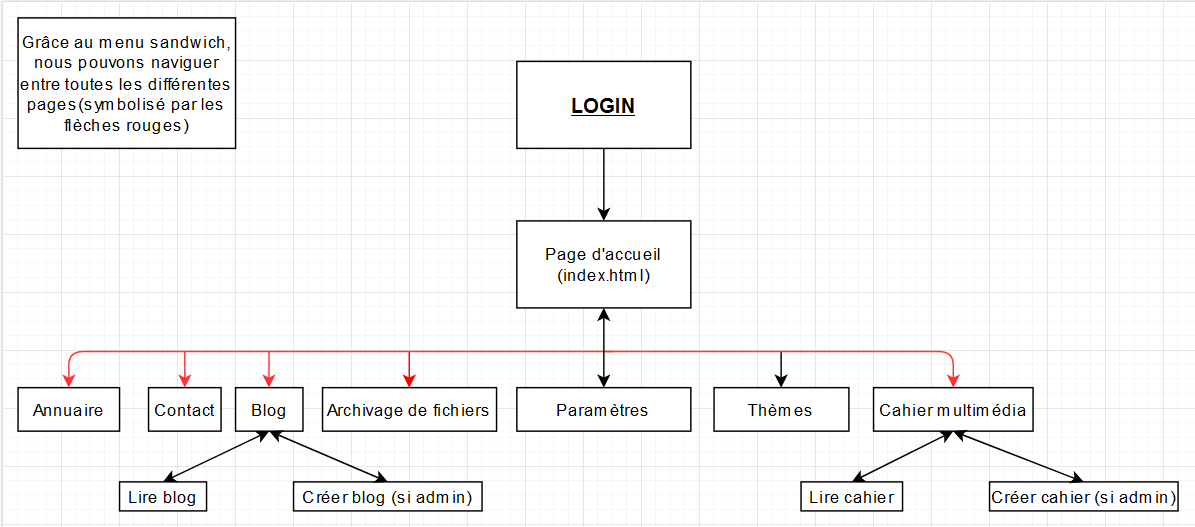 Grâce au menu sandwich,
nous pouvons naviguer
entre toutes les différentes
pages(symbolisé par les
flèches rouges)
LOGIN
Page d'accueil
(index.html)
Annuaire
Contact
Blog
Archivage de fichiers
Paramètres
Thèmes
Cahier multimédia
Lire blog
Créer blog (si admin)
Lire cahier
Créer cahier (si admin)